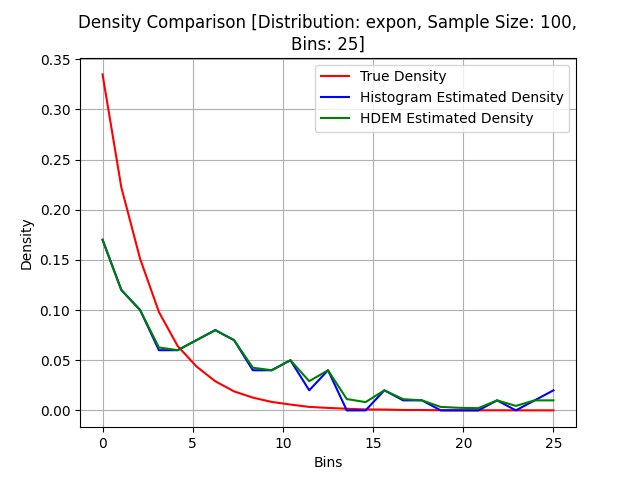 Density Comparison [Distribution: expon, Sample Size: 100,
Bins: 25]
0.35
0.30
0.25
0.20
0.15
0.10
0.05
0.00
Density
True Density
Histogram Estimated Density
HDEM Estimated Density
0 5 10 15 20 25
Bins